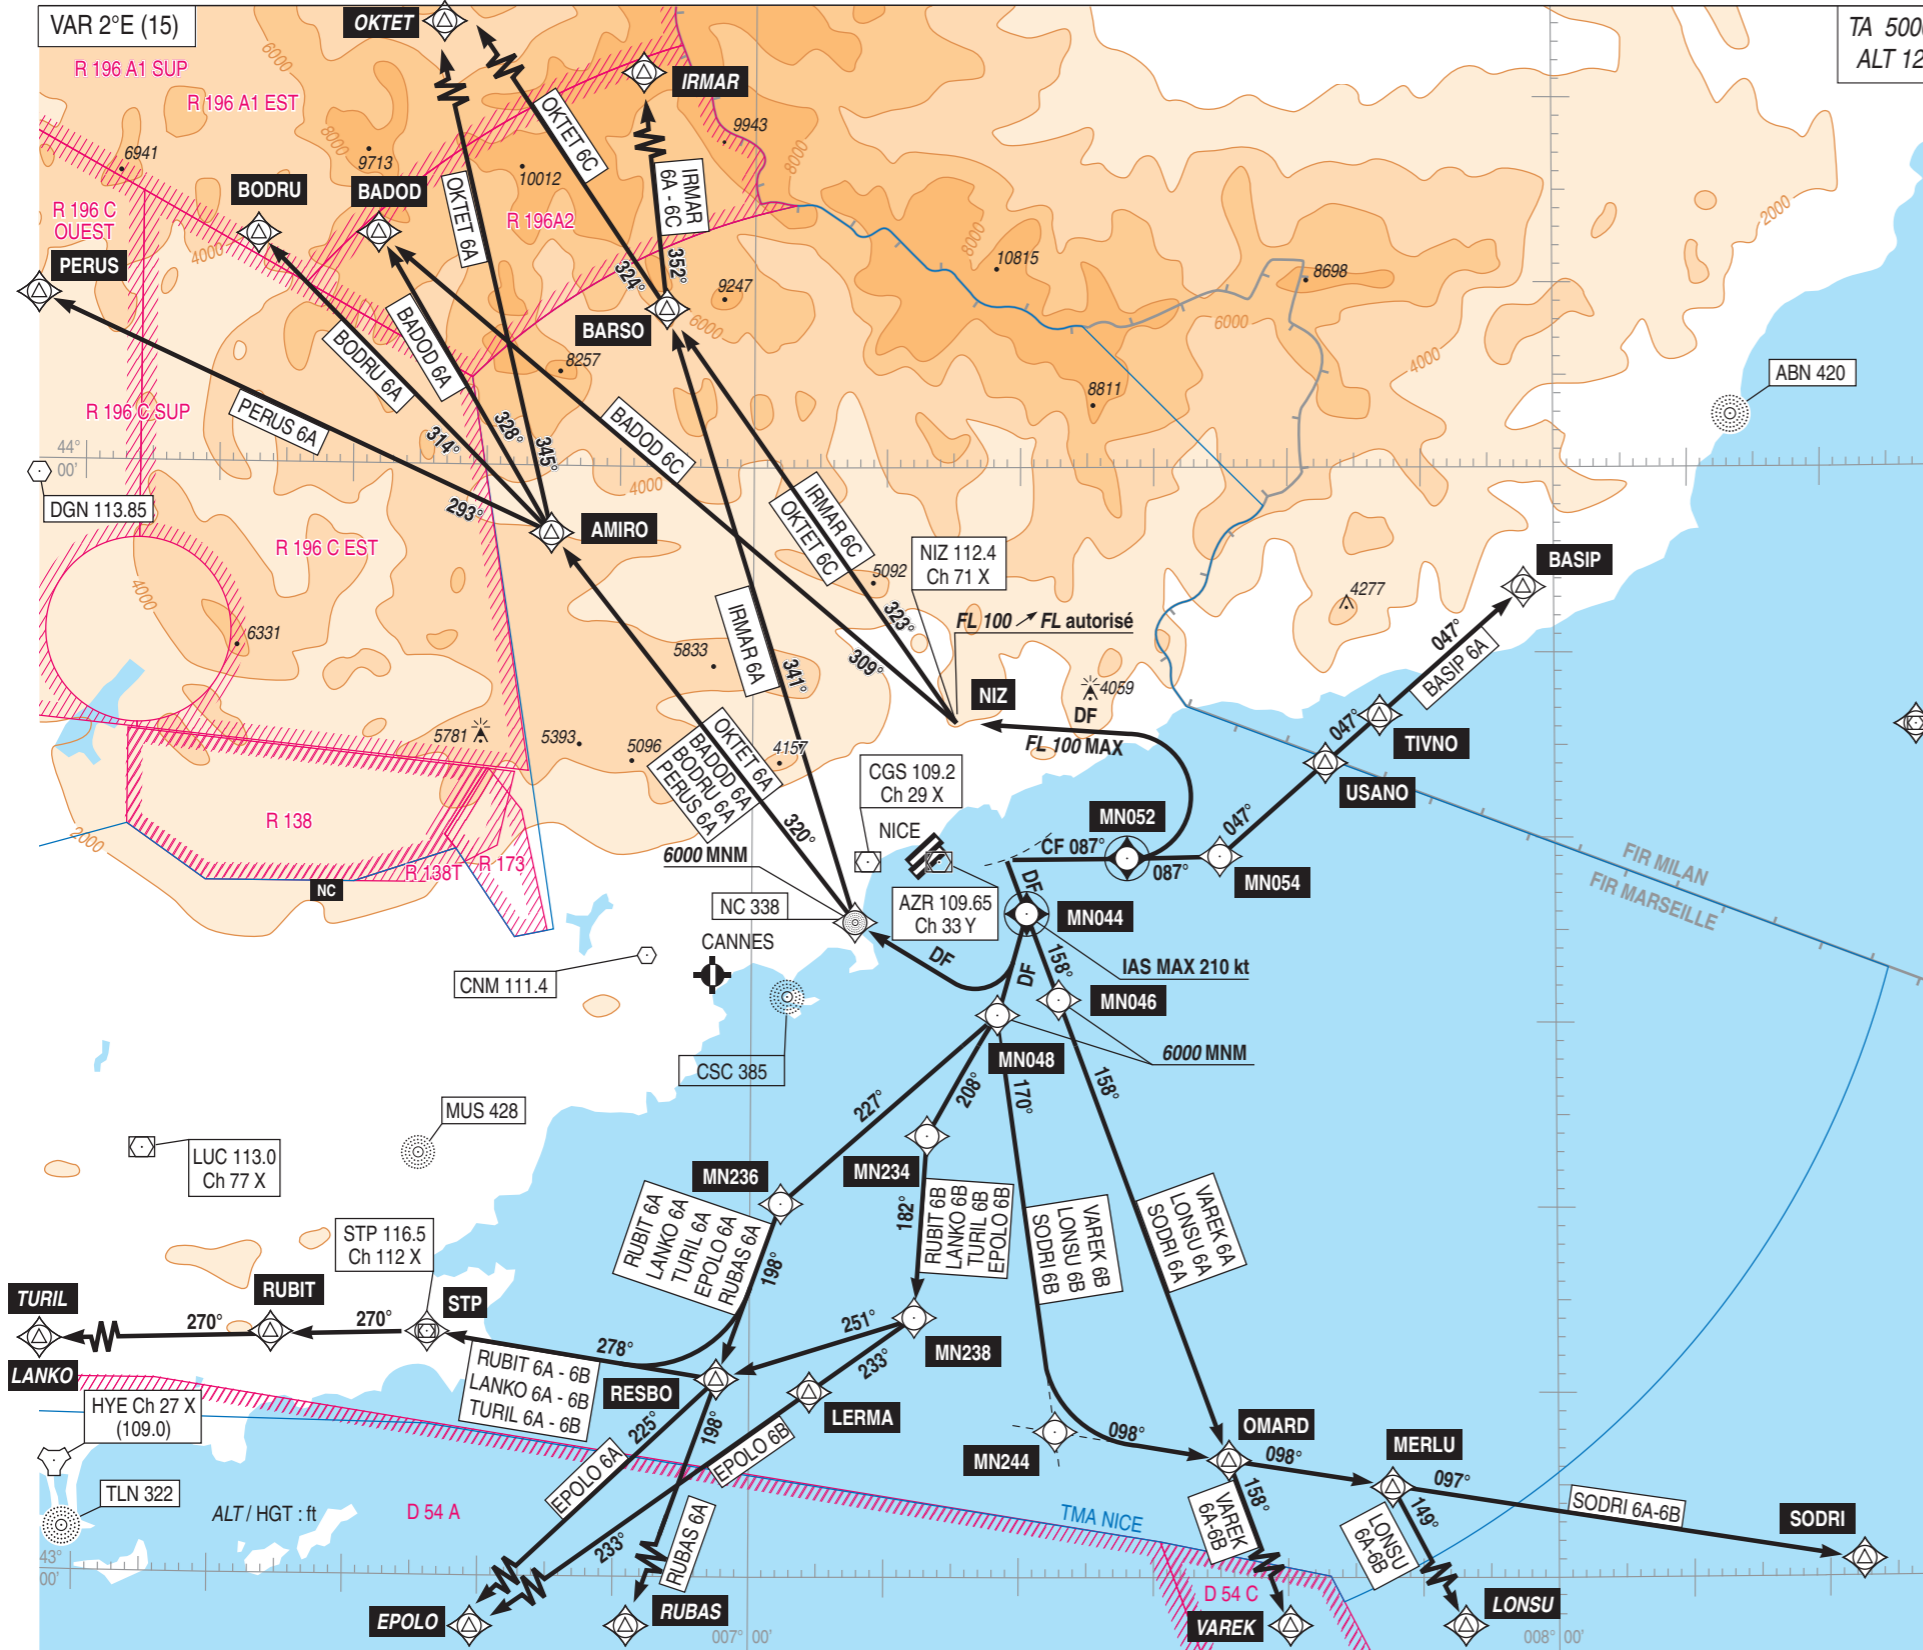 VAR 2°E (15)
OKTET
TA 500
ALT 12
R 196 A1 SUP
R 196 A1 EST
6000
8000
IRMAR
OKTET 6C
9943
8000
6941
9713
10012
BODRU
BADOD
OKTET 6A
IRMAR
6A - 6C
R 196 C
OUEST
R 196A2
2000
4000
PERUS
324°
352°
8000
10815
8698
9247
BARSO
6000
6000
BADOD 6A
BODRU 6A
8257
4000
ABN 420
8811
R 196 C SUP
PERUS 6A
314°
328°
345°
BADOD 6C
44°
00'
4000
IRMAR 6C
OKTET 6C
DGN 113.85
293°
AMIRO
R 196 C EST
NIZ 112.4
Ch 71 X
BASIP
4000
5092
4277
323°
FL 100 ↗ FL autorisé
IRMAR 6A
6331
5833
309°
341°
047°
BASIP 6A
NIZ
4059
DF
FL 100 MAX
047°
TIVNO
5781
5393
5096
4157
OKTET 6A
BADOD 6A
BODRU 6A
PERUS 6A
CGS 109.2
Ch 29 X
USANO
R 138
320°
NICE
MN052
047°
2000
6000 MNM
CF 087°
087°
FIR MILAN
R 138T
R 173
NC
DF
MN054
FIR MARSEILLE
NC 338
AZR 109.65
Ch 33 Y
MN044
CANNES
DF
158°
IAS MAX 210 kt
CNM 111.4
DF
MN046
MN048
6000 MNM
CSC 385
208°
170°
158°
227°
MUS 428
LUC 113.0
Ch 77 X
MN236
MN234
182°
RUBIT 6A
LANKO 6A
TURIL 6A
EPOLO 6A
RUBAS 6A
RUBIT 6B
LANKO 6B
TURIL 6B
EPOLO 6B
VAREK 6B
LONSU 6B
SODRI 6B
VAREK 6A
LONSU 6A
SODRI 6A
STP 116.5
Ch 112 X
198°
TURIL
RUBIT
STP
270°
270°
251°
278°
MN238
233°
LANKO
RUBIT 6A - 6B
LANKO 6A - 6B
TURIL 6A - 6B
RESBO
LERMA
HYE Ch 27 X
(109.0)
225°
198°
EPOLO 6B
098°
OMARD
098°
MERLU
MN244
097°
TLN 322
EPOLO 6A
VAREK
6A-6B
158°
149°
LONSU
6A-6B
SODRI 6A-6B
SODRI
ALT / HGT : ft
D 54 A
TMA NICE
233°
RUBAS 6A
43°
00'
D 54 C
EPOLO
RUBAS
VAREK
LONSU
007° 00'
008° 00'